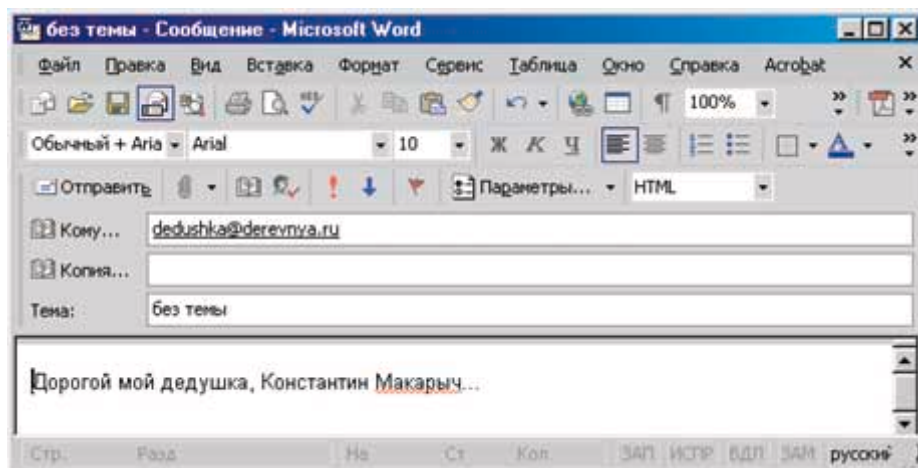 без темы - Сообщение - Microsoft Word
Файл Правка Вид Вставка Формат Сервис Таблица Окно Справка Acrobat
100%
Обычный + Aria Arial 10 Ж К Ч
Отправить Параметры... HTML
Кому... dedushka@derevnya.ru
Копия...
Тема: без темы
Дорогой мой дедушка, Константин Макарыч...
Стр. Разд На Ст Кол ЗАП ИСПР ВДЛ ЗАМ русский